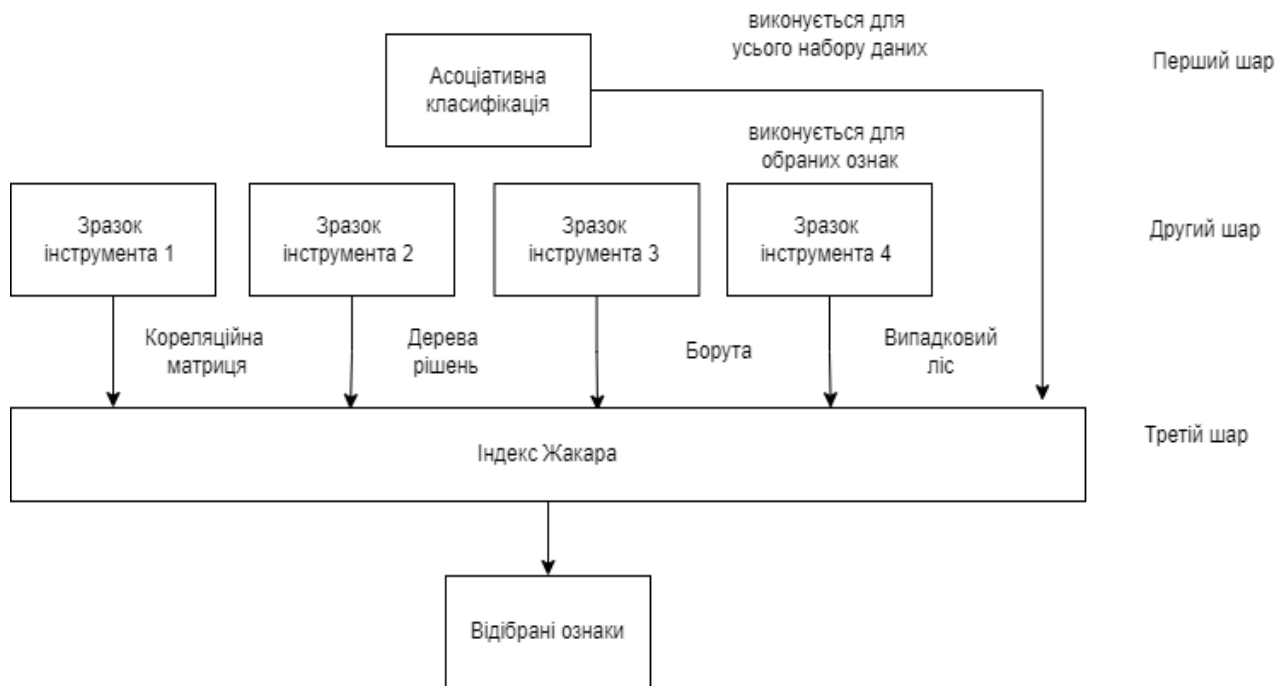 виконується для
усього набору даних
Перший шар
Асоціативна
класифікація
виконується для
обраних ознак
Зразок
інструмента 1
Зразок
інструмента 2
Зразок
інструмента 3
Зразок
інструмента 4
Другий шар
Кореляційна
матриця
Дерева
рішень
Борута
Випадковий
ліс
Третій шар
Індекс Жакара
Відібрані ознаки